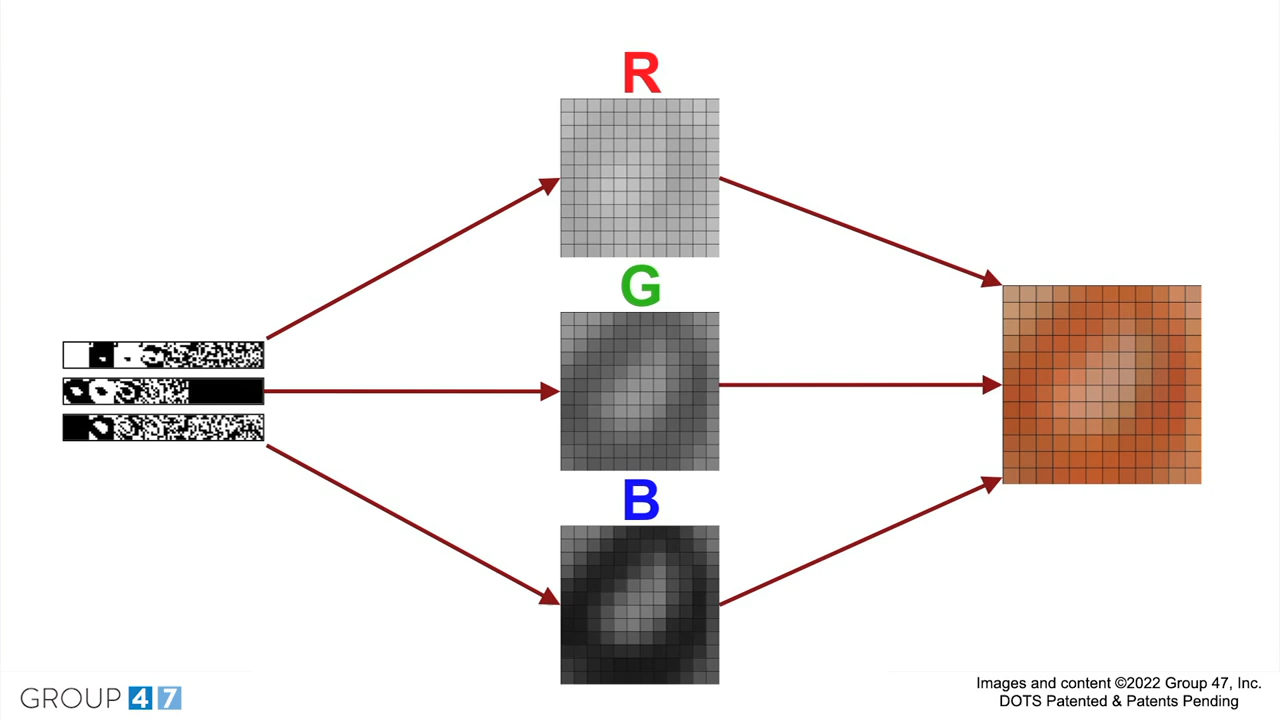 R
G
B
GROUP 47
Images and content ©2022 Group 47, Inc.
DOTS Patented & Patents Pending